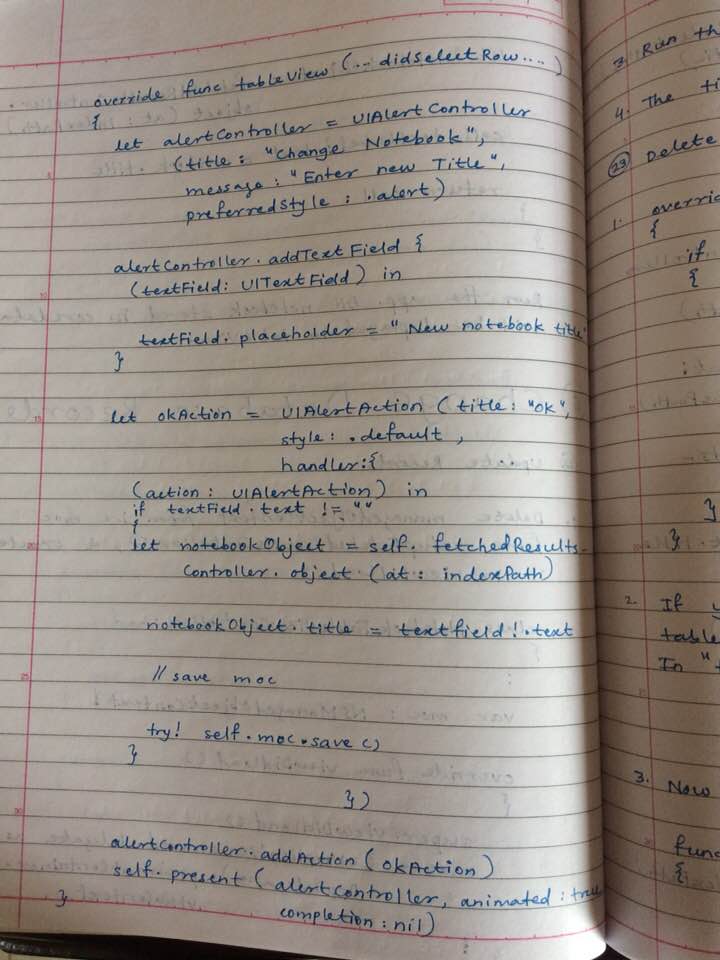 override func tableView (... didSelectRow....)
{
let alertController = UIAlertController
(title : "Change Notebook",
message : "Enter new Title",
preferredStyle : .alert)
alertController.addTextField {
(textField: UITextField) in
textField.placeholder = "New notebook title"
}
let okAction = UIAlertAction (title: "ok",
style: .default,
handler:{
(action : UIAlertAction) in
if textField.text != ""
{
let notebookObject = self.fetchedResults-
Controller.object (at : indexPath)
notebookObject.title = textfield!.text
// save moc
try! self.moc.save()
}
})
alertController.addAction (okAction)
self.present (alertController, animated : true
completion : nil)
}
3. Run th
4. The ti
(23) Delete
1. override
{
if
{
}
}
2. If
table
In "
3. Now
func
{